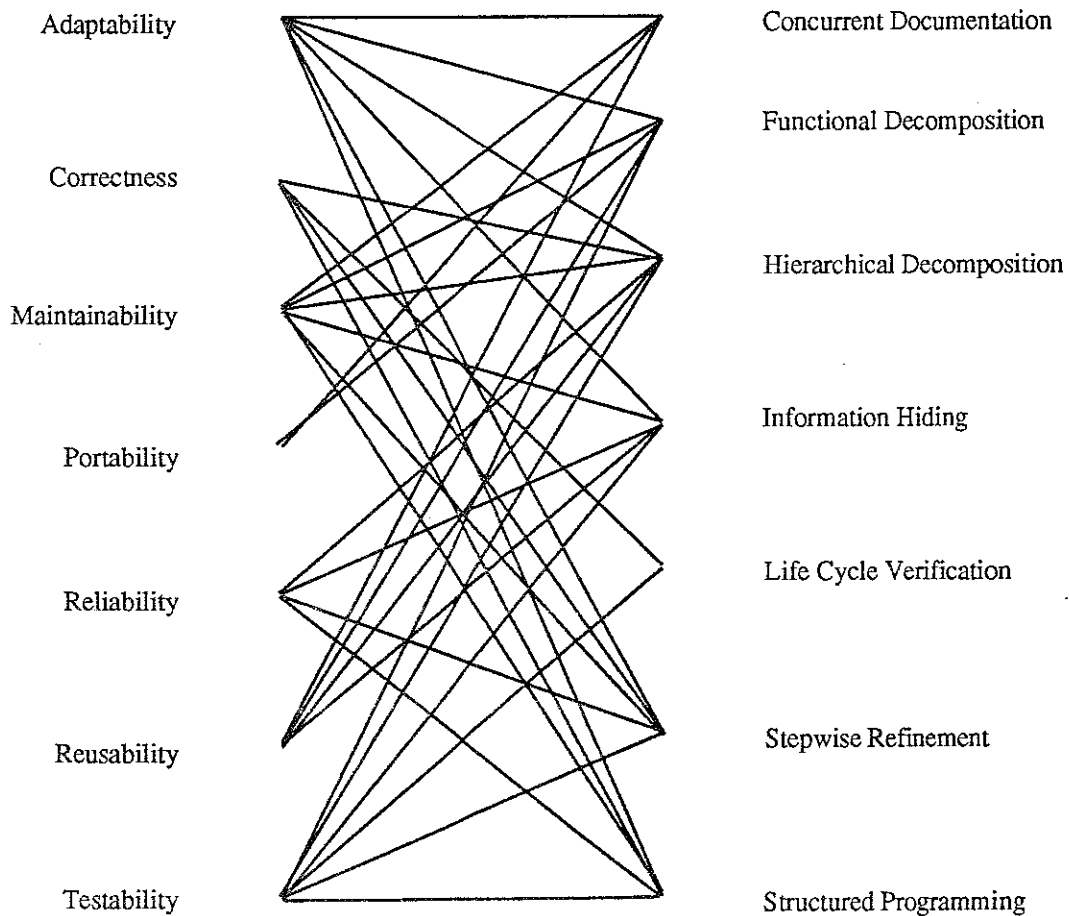 Adaptability
Concurrent Documentation
Functional Decomposition
Correctness
Hierarchical Decomposition
Maintainability
Information Hiding
Portability
Life Cycle Verification
Reliability
Stepwise Refinement
Reusability
Testability
Structured Programming